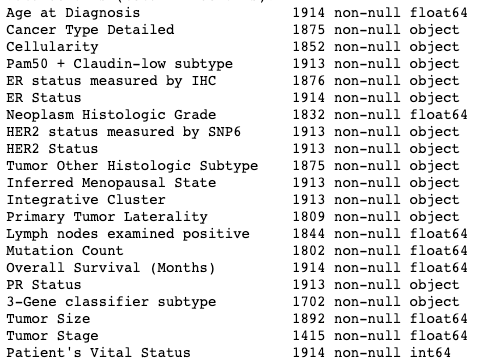 Age at Diagnosis 1914 non-null float64
Cancer Type Detailed 1875 non-null object
Cellularity 1852 non-null object
Pam50 + Claudin-low subtype 1913 non-null object
ER status measured by IHC 1876 non-null object
ER Status 1914 non-null object
Neoplasm Histologic Grade 1832 non-null float64
HER2 status measured by SNP6 1913 non-null object
HER2 Status 1913 non-null object
Tumor Other Histologic Subtype 1875 non-null object
Inferred Menopausal State 1913 non-null object
Integrative Cluster 1913 non-null object
Primary Tumor Laterality 1809 non-null object
Lymph nodes examined positive 1844 non-null float64
Mutation Count 1802 non-null float64
Overall Survival (Months) 1914 non-null float64
PR Status 1913 non-null object
3-Gene classifier subtype 1702 non-null object
Tumor Size 1892 non-null float64
Tumor Stage 1415 non-null float64
Patient's Vital Status 1914 non-null int64